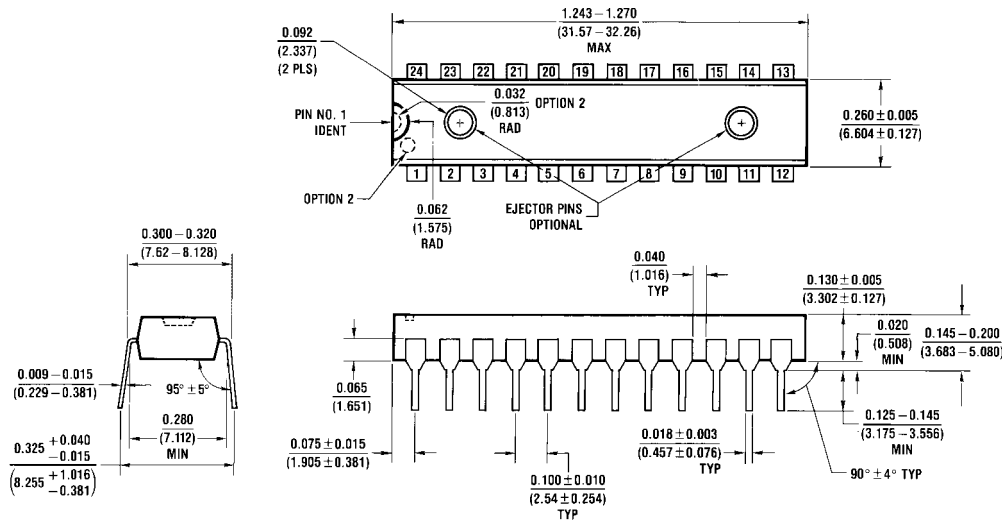 1.243 – 1.270
(31.57 – 32.26)
MAX
0.092
(2.337)
(2 PLS)
24 23 22 21 20 19 18 17 16 15 14 13
0.032
(0.813)
RAD
OPTION 2
PIN NO. 1
IDENT
0.260 ± 0.005
(6.604 ± 0.127)
1 2 3 4 5 6 7 8 9 10 11 12
OPTION 2
0.062
(1.575)
RAD
EJECTOR PINS
OPTIONAL
0.300 – 0.320
(7.62 – 8.128)
0.040
(1.016)
TYP
0.130 ± 0.005
(3.302 ± 0.127)
0.020
(0.508)
MIN
0.145 – 0.200
(3.683 – 5.080)
0.009 – 0.015
(0.229 – 0.381)
95° ± 5°
0.065
(1.651)
0.280
(7.112)
MIN
0.125 – 0.145
(3.175 – 3.556)
0.325 +0.040
–0.015
(8.255 +1.016
–0.381)
0.075 ± 0.015
(1.905 ± 0.381)
0.018 ± 0.003
(0.457 ± 0.076)
TYP
90° ± 4° TYP
0.100 ± 0.010
(2.54 ± 0.254)
TYP